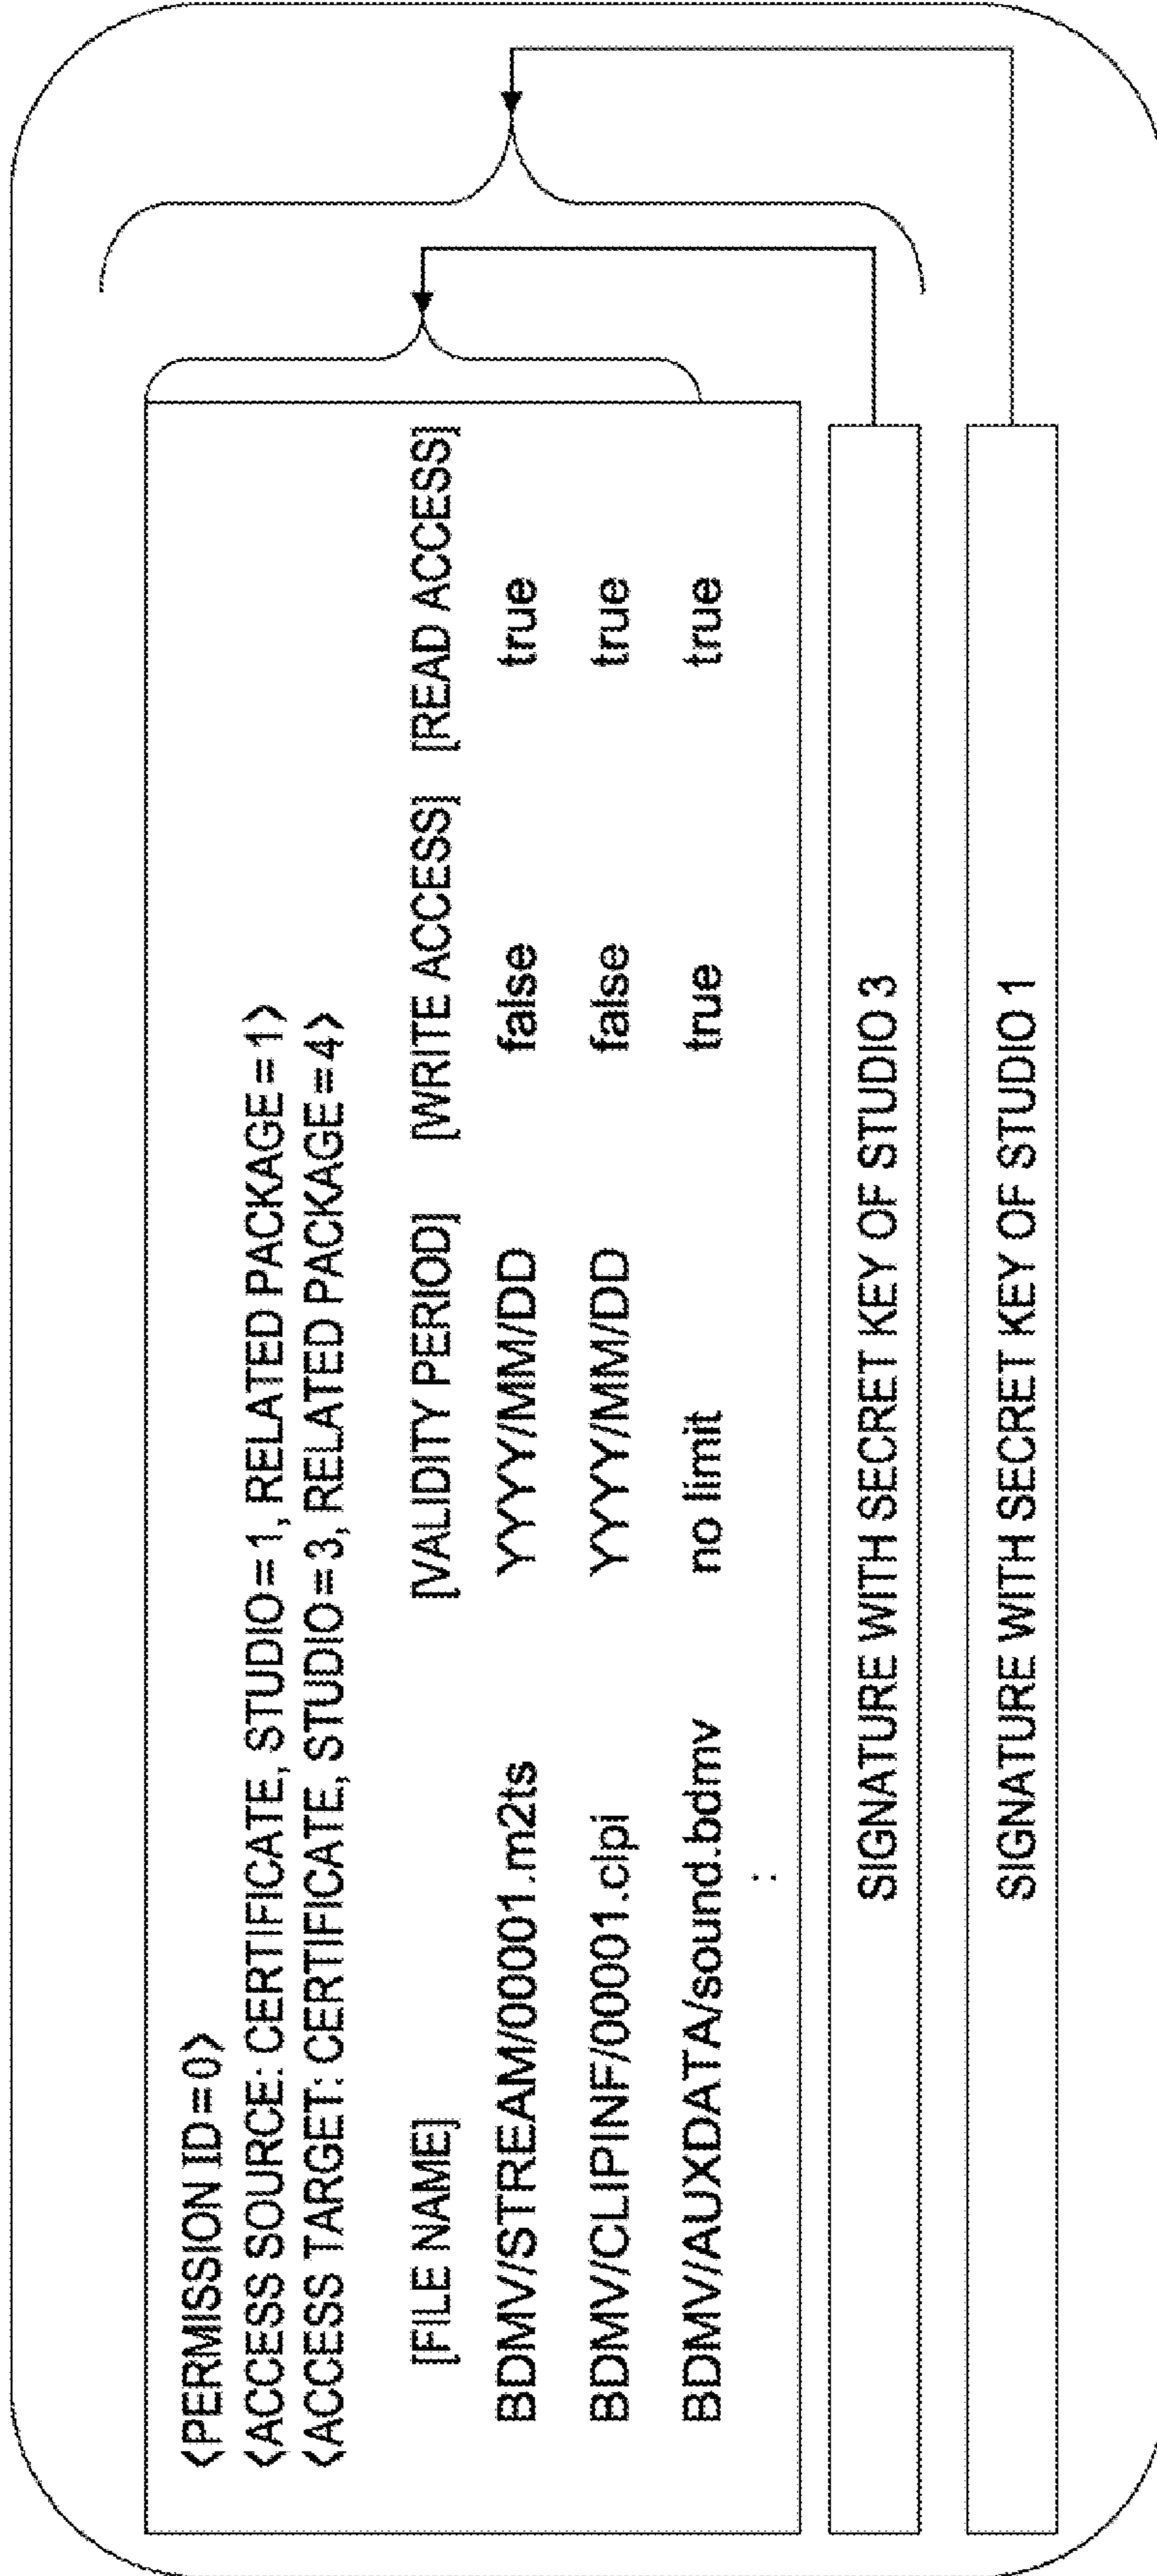 <PERMISSION ID=0>
<ACCESS SOURCE: CERTIFICATE, STUDIO=1, RELATED PACKAGE=1>
<ACCESS TARGET: CERTIFICATE, STUDIO=3, RELATED PACKAGE=4>
[FILE NAME] [VALIDITY PERIOD] [WRITE ACCESS] [READ ACCESS]
BDMV/STREAM/00001.m2ts YYYY/MM/DD false true
BDMV/CLIPINF/00001.clpi YYYY/MM/DD false true
BDMV/AUXDATA/sound.bdmv no limit true true
:
SIGNATURE WITH SECRET KEY OF STUDIO 3
SIGNATURE WITH SECRET KEY OF STUDIO 1